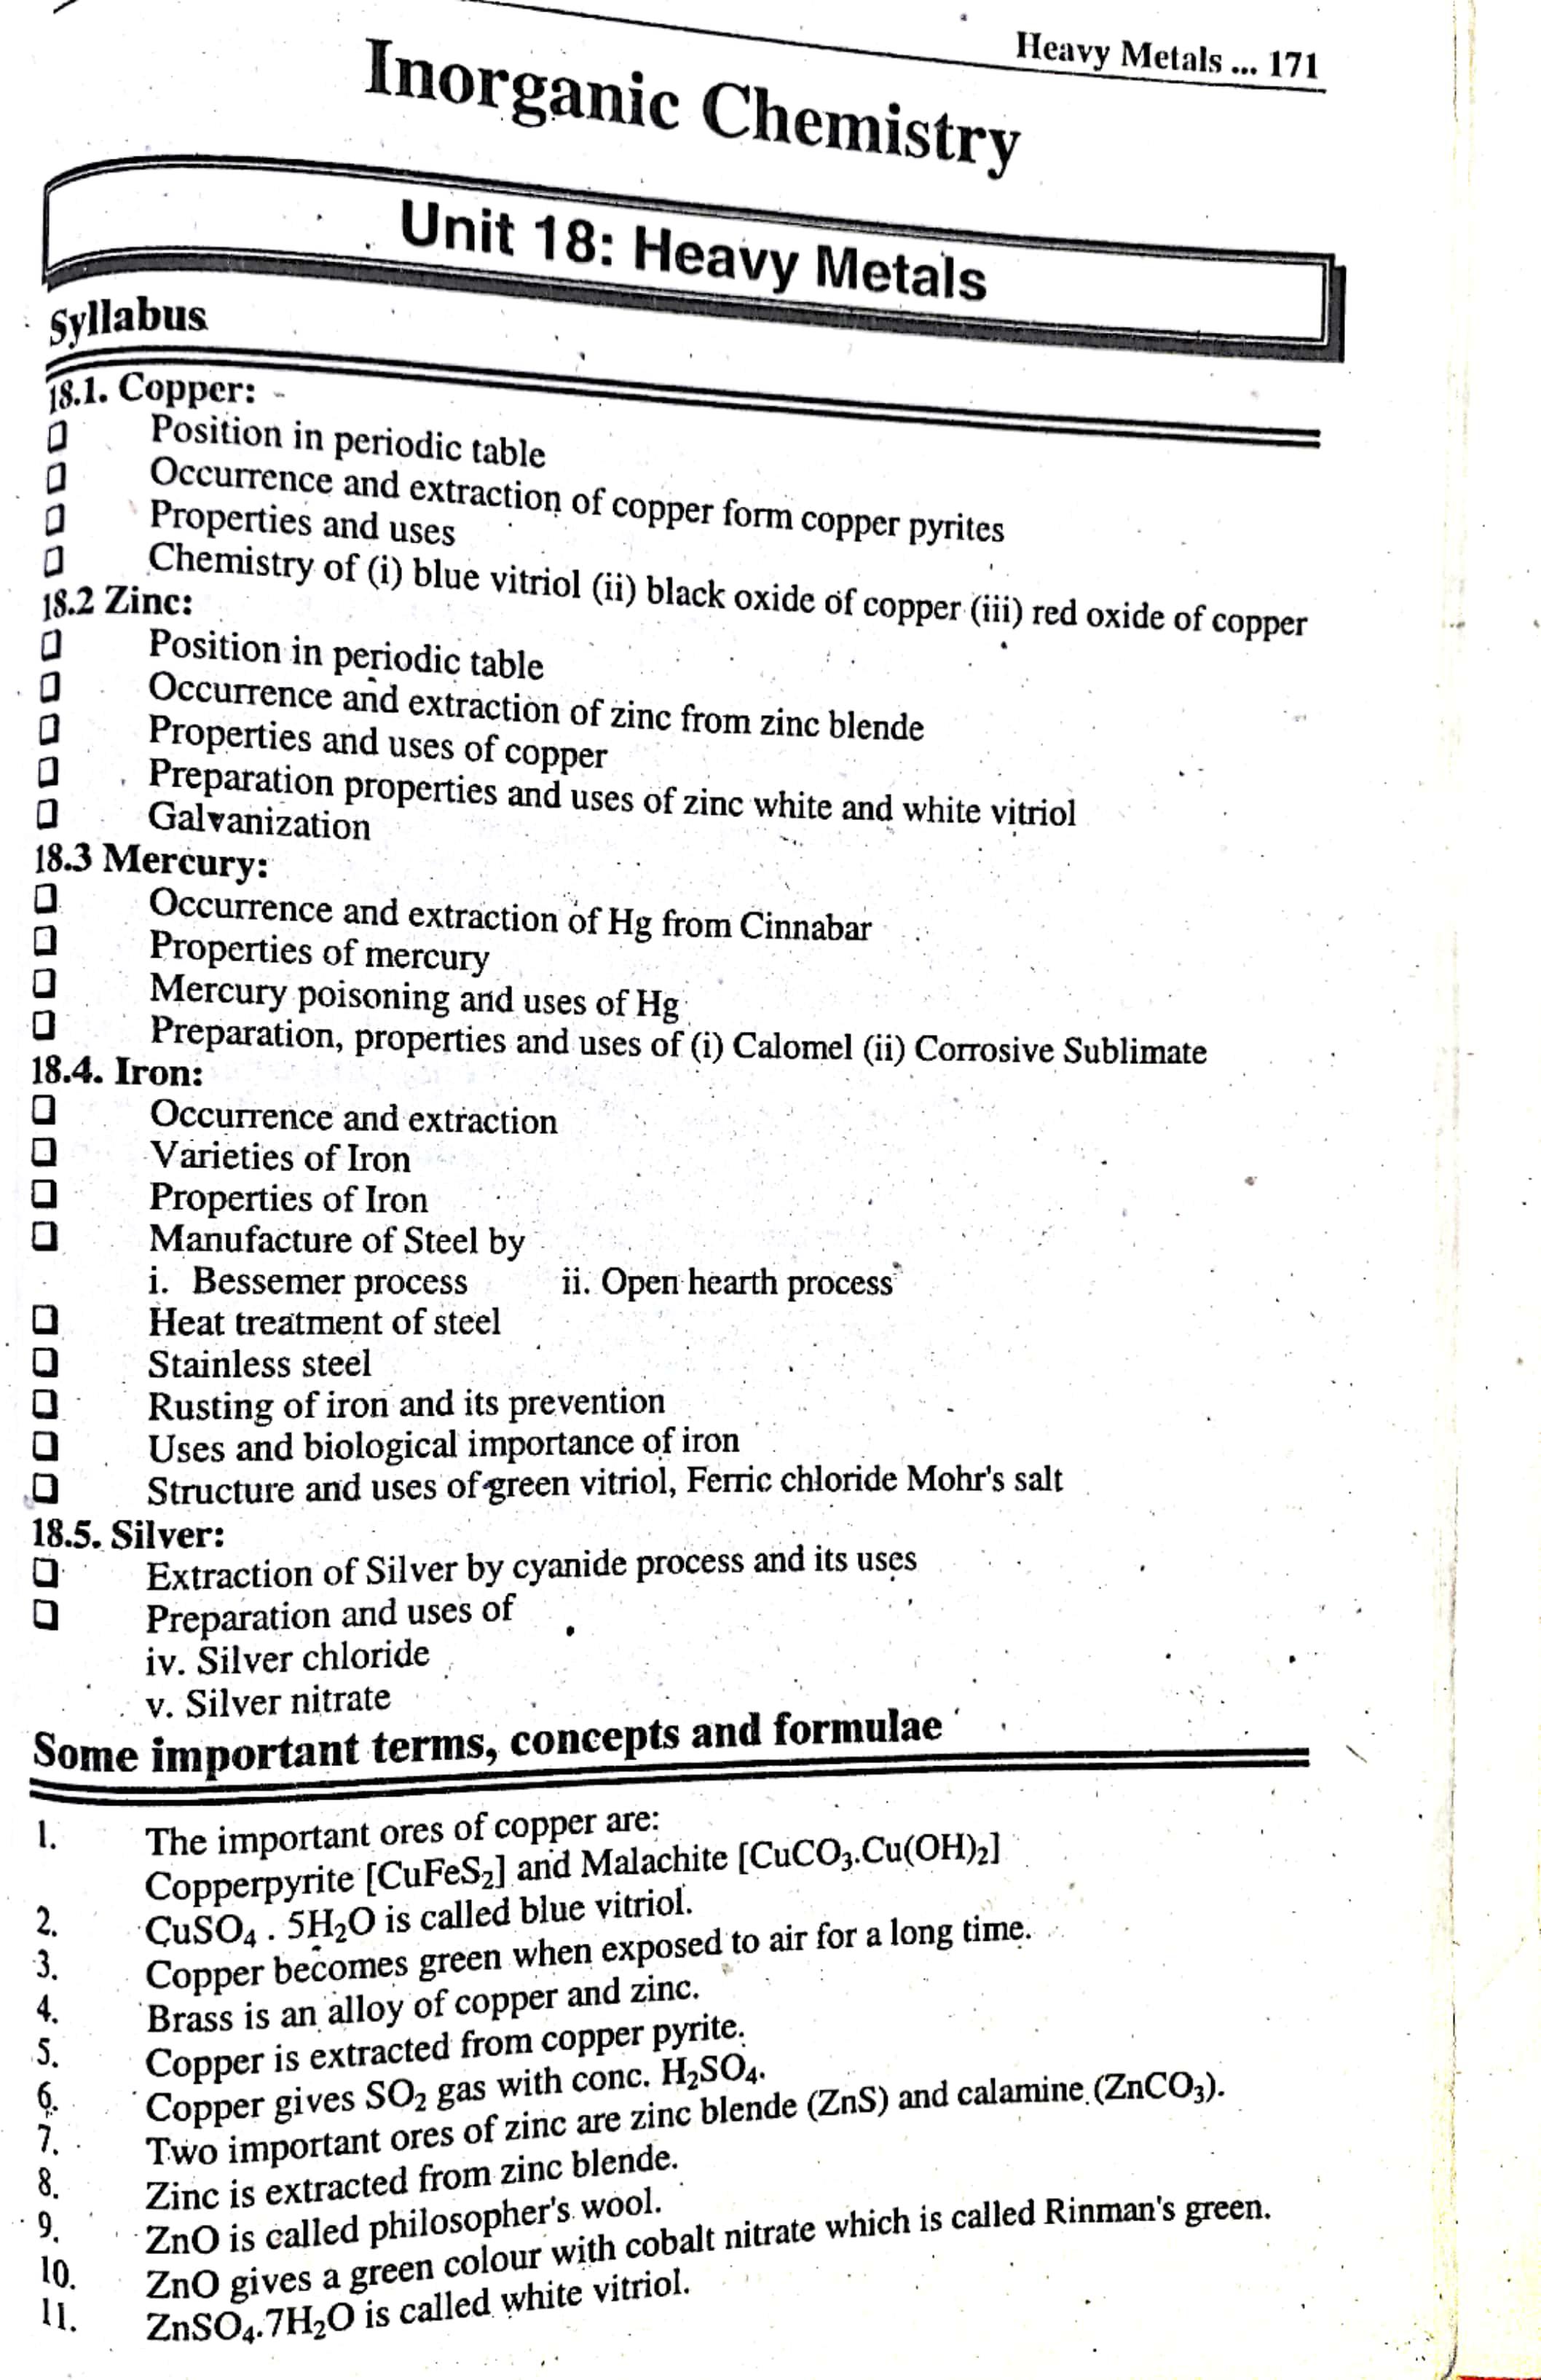 Heavy Metals ... 171
Inorganic Chemistry
Unit 18: Heavy Metals
Syllabus
18.1. Copper:
Position in periodic table
Occurrence and extraction of copper form copper pyrites
Properties and uses
Chemistry of (i) blue vitriol (ii) black oxide of copper (iii) red oxide of copper
18.2 Zinc:
Position in periodic table
Occurrence and extraction of zinc from zinc blende
Properties and uses of copper
Preparation properties and uses of zinc white and white vitriol
Galvanization
18.3 Mercury:
Occurrence and extraction of Hg from Cinnabar
Properties of mercury
Mercury poisoning and uses of Hg
Preparation, properties and uses of (i) Calomel (ii) Corrosive Sublimate
18.4. Iron:
Occurrence and extraction
Varieties of Iron
Properties of Iron
Manufacture of Steel by
i. Bessemer process ii. Open hearth process
Heat treatment of steel
Stainless steel
Rusting of iron and its prevention
Uses and biological importance of iron
Structure and uses of green vitriol, Ferric chloride Mohr's salt
18.5. Silver:
Extraction of Silver by cyanide process and its uses
Preparation and uses of
iv. Silver chloride
v. Silver nitrate
Some important terms, concepts and formulae
1. The important ores of copper are:
Copperpyrite [CuFeS₂] and Malachite [CuCO₃.Cu(OH)₂]
2. CuSO₄ . 5H₂O is called blue vitriol.
3. Copper becomes green when exposed to air for a long time.
4. Brass is an alloy of copper and zinc.
5. Copper is extracted from copper pyrite.
6. Copper gives SO₂ gas with conc. H₂SO₄.
7. Two important ores of zinc are zinc blende (ZnS) and calamine (ZnCO₃).
8. Zinc is extracted from zinc blende.
9. ZnO is called philosopher's wool.
10. ZnO gives a green colour with cobalt nitrate which is called Rinman's green.
11. ZnSO₄.7H₂O is called white vitriol.